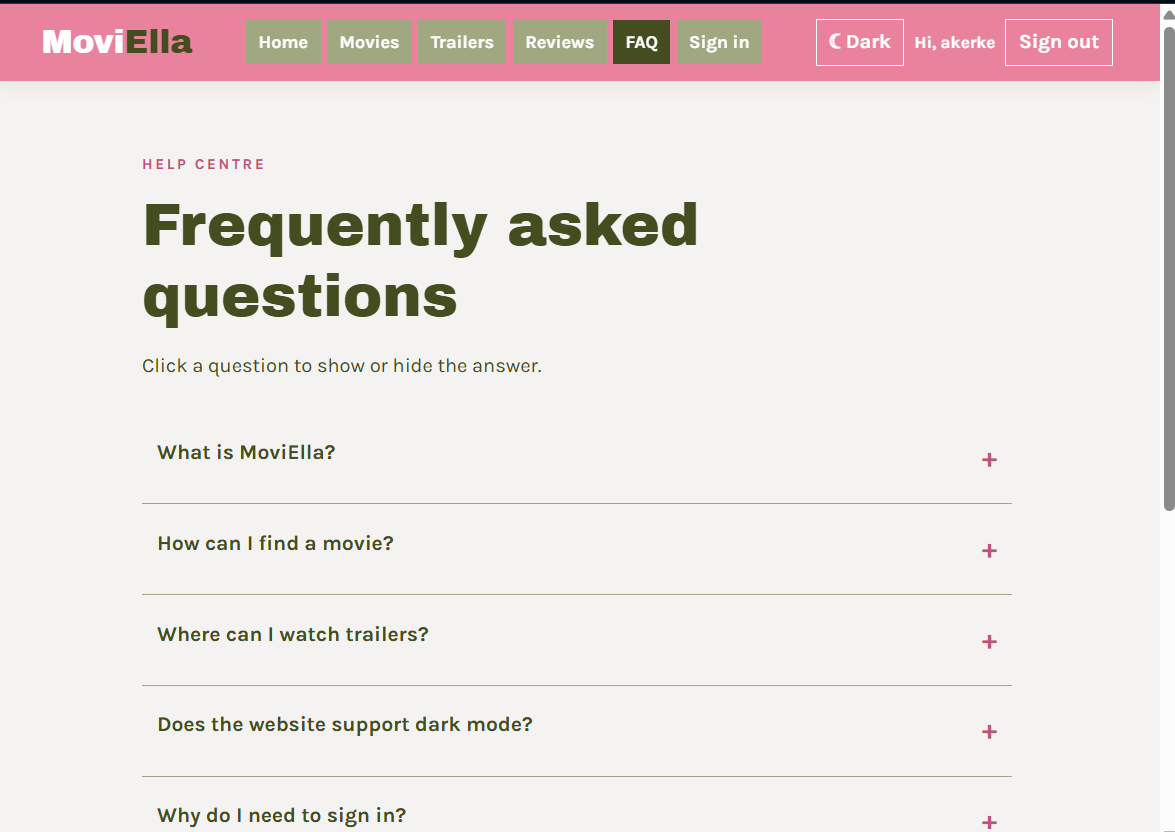 MoviElla
Home
Movies
Trailers
Reviews
FAQ
Sign in
Dark
Hi, akerke
Sign out
HELP CENTRE
Frequently asked
questions
Click a question to show or hide the answer.
What is MoviElla?
+
How can I find a movie?
+
Where can I watch trailers?
+
Does the website support dark mode?
+
Why do I need to sign in?
+